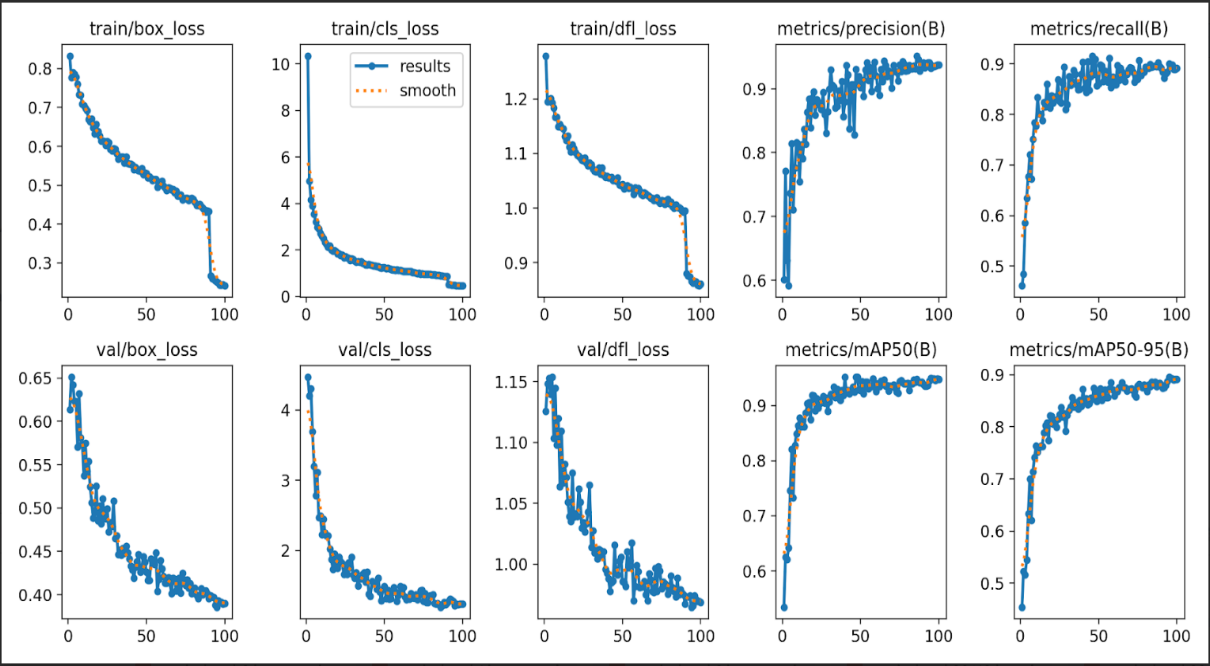 train/box_loss
train/cls_loss
train/dfl_loss
metrics/precision(B)
metrics/recall(B)
0.8
0.7
0.6
0.5
0.4
0.3
0 50 100
10
8
6
4
2
0
results
smooth
0 50 100
1.2
1.1
1.0
0.9
0 50 100
0.9
0.8
0.7
0.6
0 50 100
0.9
0.8
0.7
0.6
0.5
0 50 100
val/box_loss
val/cls_loss
val/dfl_loss
metrics/mAP50(B)
metrics/mAP50-95(B)
0.65
0.60
0.55
0.50
0.45
0.40
0 50 100
4
3
2
0 50 100
1.15
1.10
1.05
1.00
0 50 100
0.9
0.8
0.7
0.6
0 50 100
0.9
0.8
0.7
0.6
0.5
0 50 100